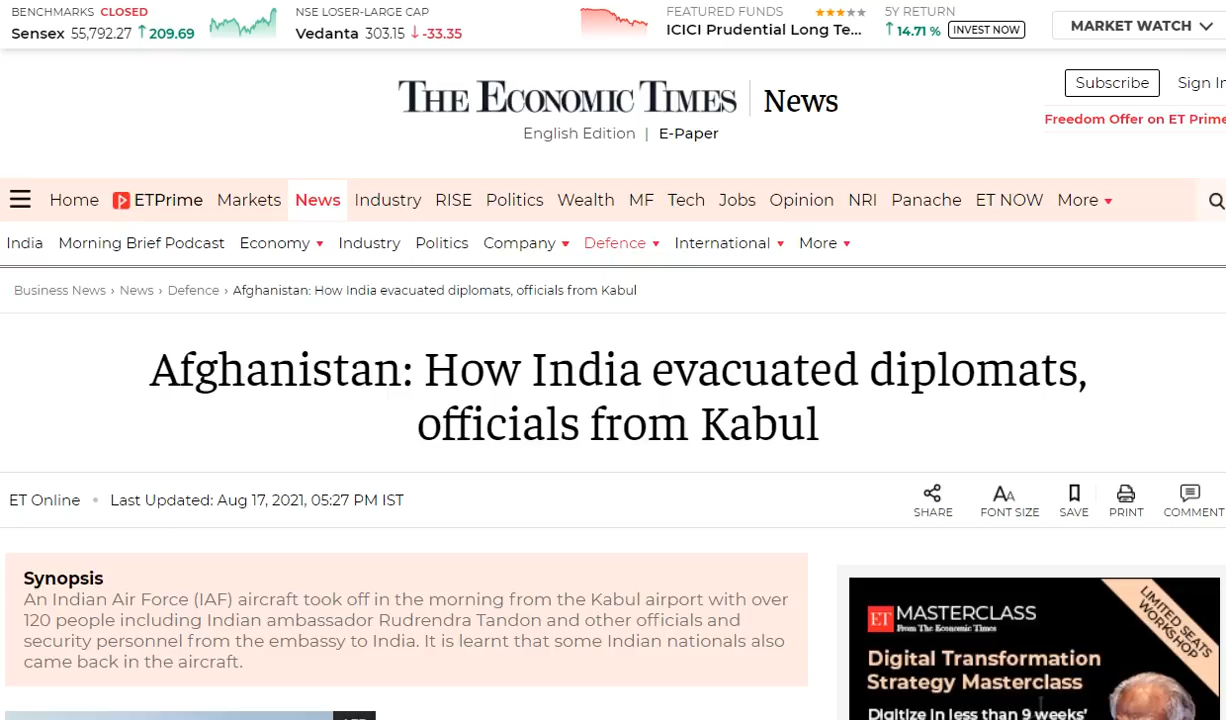 BENCHMARKS CLOSED
Sensex 55,792.27 ↑ 209.69
NSE LOSER-LARGE CAP
Vedanta 303.15 ↓ -33.35
FEATURED FUNDS ★★★★★
ICICI Prudential Long Te...
5Y RETURN
↑ 14.71 % INVEST NOW
MARKET WATCH
THE ECONOMIC TIMES | News
English Edition | E-Paper
Subscribe Sign In
Freedom Offer on ET Prime
Home ETPrime Markets News Industry RISE Politics Wealth MF Tech Jobs Opinion NRI Panache ET NOW More
India Morning Brief Podcast Economy Industry Politics Company Defence International More
Business News › News › Defence › Afghanistan: How India evacuated diplomats, officials from Kabul
Afghanistan: How India evacuated diplomats,
officials from Kabul
ET Online • Last Updated: Aug 17, 2021, 05:27 PM IST
SHARE FONT SIZE SAVE PRINT COMMENT
Synopsis
An Indian Air Force (IAF) aircraft took off in the morning from the Kabul airport with over
120 people including Indian ambassador Rudrendra Tandon and other officials and
security personnel from the embassy to India. It is learnt that some Indian nationals also
came back in the aircraft.
ET MASTERCLASS
From The Economic Times
LIMITED SEATS
WORKSHOP
Digital Transformation
Strategy Masterclass
Digitize in less than 9 weeks'